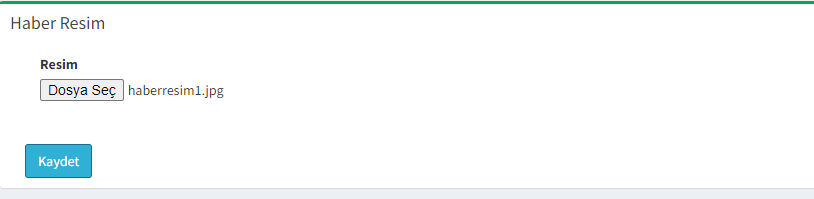 Haber Resim
Resim
Dosya Seç haberresim1.jpg
Kaydet